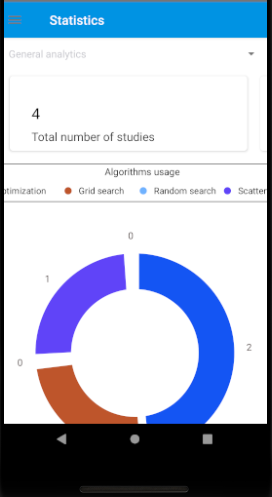 Statistics
General analytics
4
Total number of studies
Algorithms usage
Grid search Random search
0
1
2
0